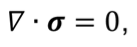 ∇ · σ = 0,